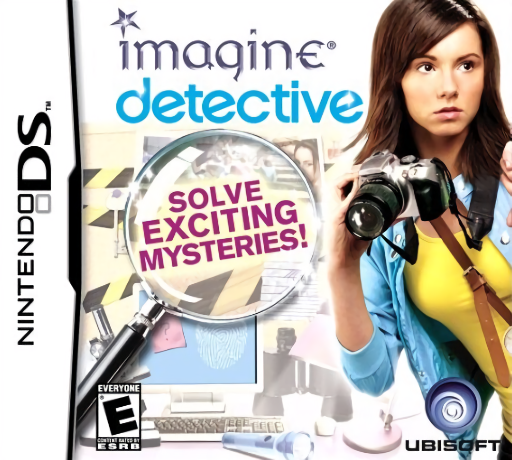 imagine®
detective
NINTENDO DS™
SOLVE
EXCITING
MYSTERIES!
EVERYONE
E
CONTENT RATED BY
ESRB
UBISOFT